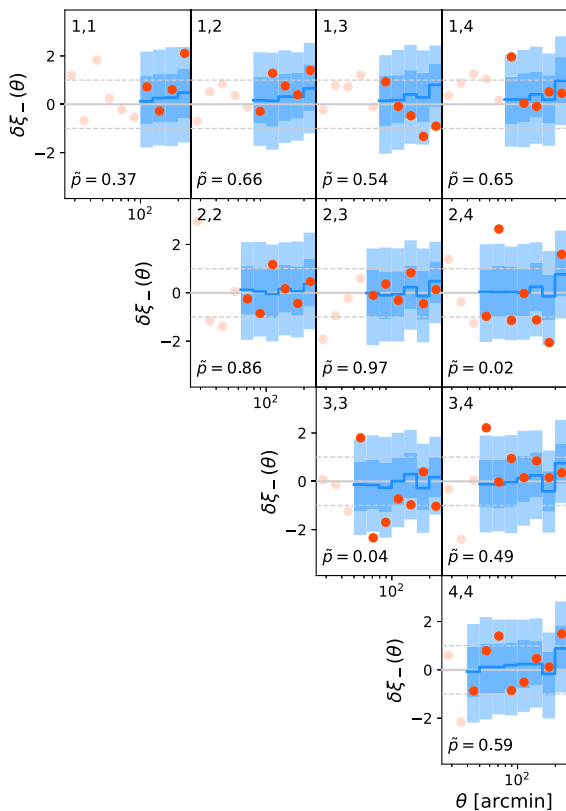 1,1 1,2 1,3 1,4
δξ₋(θ)
2
0
−2
p̃ = 0.37 p̃ = 0.66 p̃ = 0.54 p̃ = 0.65
10²
2,2 2,3 2,4
δξ₋(θ)
2
0
−2
p̃ = 0.86 p̃ = 0.97 p̃ = 0.02
10²
3,3 3,4
δξ₋(θ)
2
0
−2
p̃ = 0.04 p̃ = 0.49
10²
4,4
δξ₋(θ)
2
0
−2
p̃ = 0.59
10²
θ [arcmin]